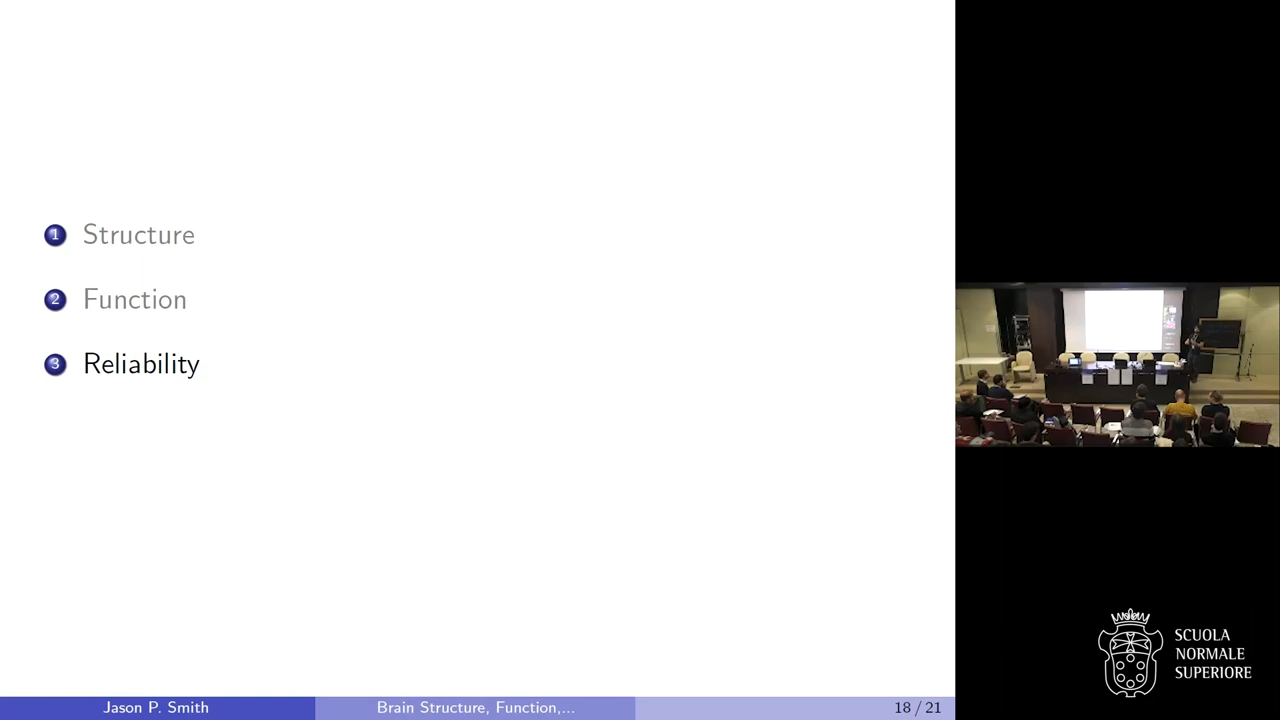 1 Structure
2 Function
3 Reliability
Jason P. Smith
Brain Structure, Function,...
18 / 21
SCUOLA
NORMALE
SUPERIORE